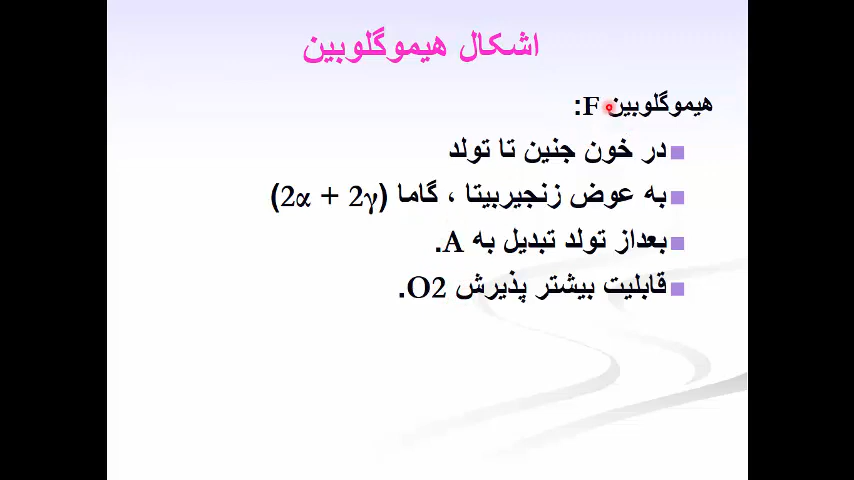 اشکال هیموگلوبین
هیموگلوبین F:
در خون جنین تا تولد
به عوض زنجیربیتا ، گاما (2α + 2γ)
بعداز تولد تبدیل به A.
قابلیت بیشتر پذیرش O2.